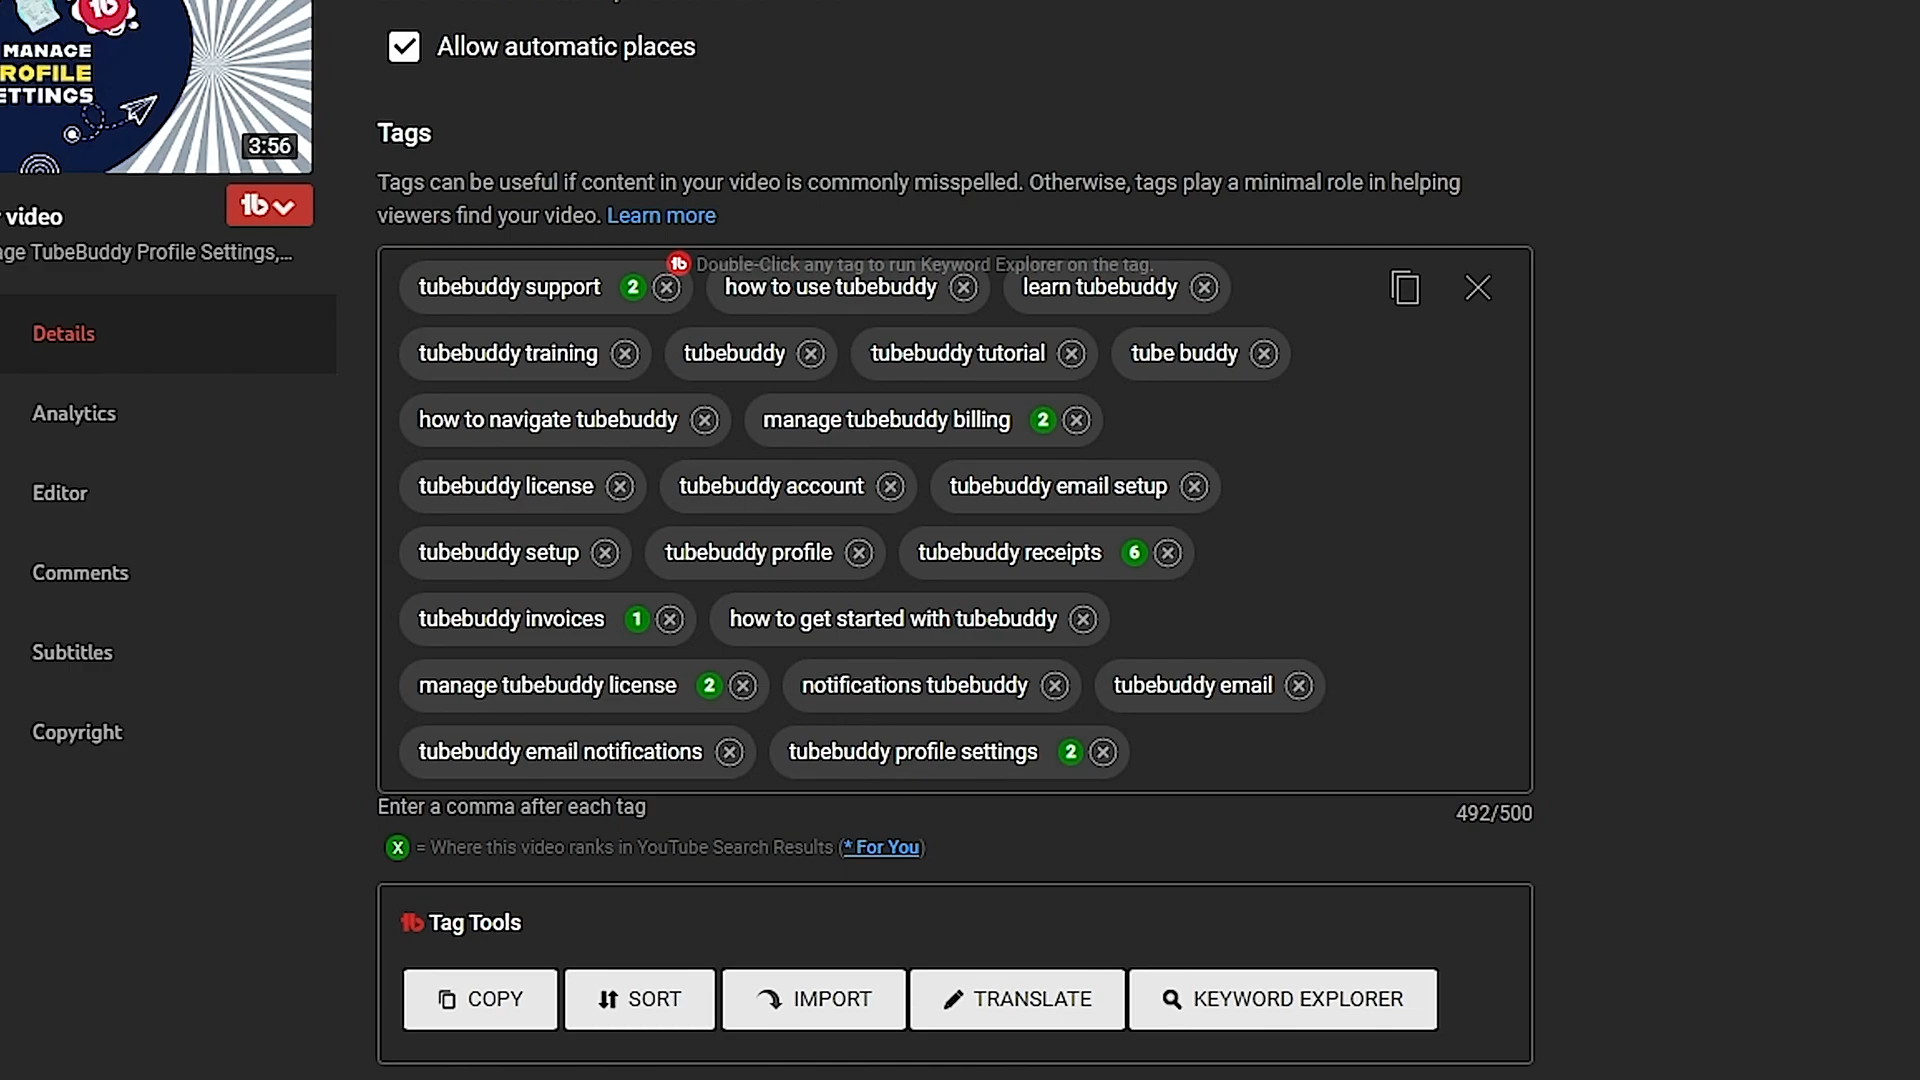 MANAGE
ROFILE
ETTINGS
3:56
video
age TubeBuddy Profile Settings,...
Details
Analytics
Editor
Comments
Subtitles
Copyright
Allow automatic places
Tags
Tags can be useful if content in your video is commonly misspelled. Otherwise, tags play a minimal role in helping
viewers find your video. Learn more
Double-Click any tag to run Keyword Explorer on the tag.
tubebuddy support 2 how to use tubebuddy learn tubebuddy
tubebuddy training tubebuddy tubebuddy tutorial tube buddy
how to navigate tubebuddy manage tubebuddy billing 2
tubebuddy license tubebuddy account tubebuddy email setup
tubebuddy setup tubebuddy profile tubebuddy receipts 6
tubebuddy invoices 1 how to get started with tubebuddy
manage tubebuddy license 2 notifications tubebuddy tubebuddy email
tubebuddy email notifications tubebuddy profile settings 2
Enter a comma after each tag 492/500
X = Where this video ranks in YouTube Search Results (* For You)
Tag Tools
COPY SORT IMPORT TRANSLATE KEYWORD EXPLORER